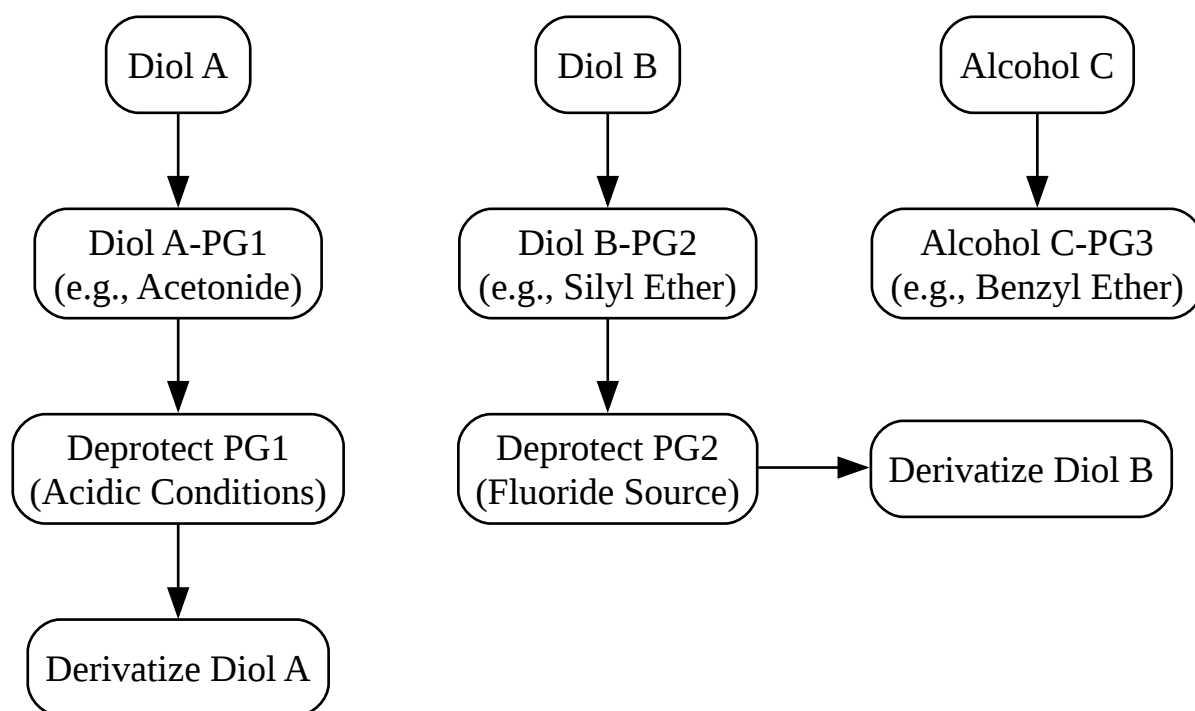 Diol A
Diol B
Alcohol C
Diol A-PG1
(e.g., Acetonide)
Diol B-PG2
(e.g., Silyl Ether)
Alcohol C-PG3
(e.g., Benzyl Ether)
Deprotect PG1
(Acidic Conditions)
Deprotect PG2
(Fluoride Source)
Derivatize Diol B
Derivatize Diol A